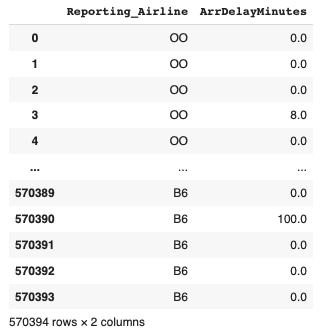 Reporting_Airline ArrDelayMinutes
0 OO 0.0
1 OO 0.0
2 OO 0.0
3 OO 8.0
4 OO 0.0
... ... ...
570389 B6 0.0
570390 B6 100.0
570391 B6 0.0
570392 B6 0.0
570393 B6 0.0
570394 rows × 2 columns